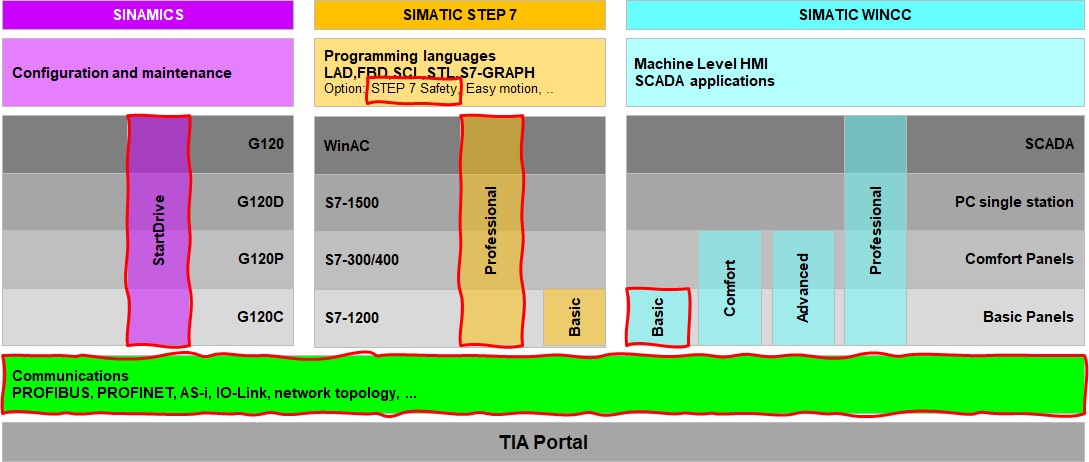 SINAMICS
SIMATIC STEP 7
SIMATIC WINCC
Configuration and maintenance
Programming languages
LAD,FBD,SCL,STL,S7-GRAPH
Option: STEP 7 Safety, Easy motion, ..
Machine Level HMI
SCADA applications
G120
G120D
G120P
G120C
StartDrive
WinAC
S7-1500
S7-300/400
S7-1200
Professional
Basic
SCADA
PC single station
Comfort Panels
Basic Panels
Basic
Comfort
Advanced
Professional
Communications
PROFIBUS, PROFINET, AS-i, IO-Link, network topology, ...
TIA Portal